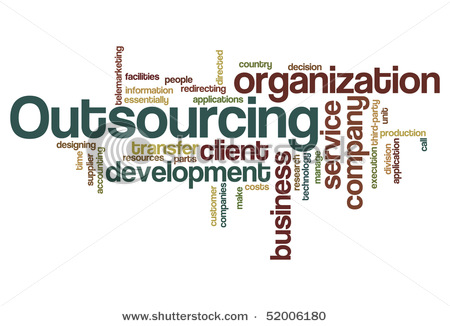 telemarketing
facilities
people
directed
country
decision
information
redirecting
organization
essentially
applications
Outsourcing
service
company
third-party
unit
production
designing
transfer
client
business
call
time
supplier
accounting
resources
parts
research
technology
manage
execution
division
application
development
customer
companies
make
costs
www.shutterstock.com · 52006180